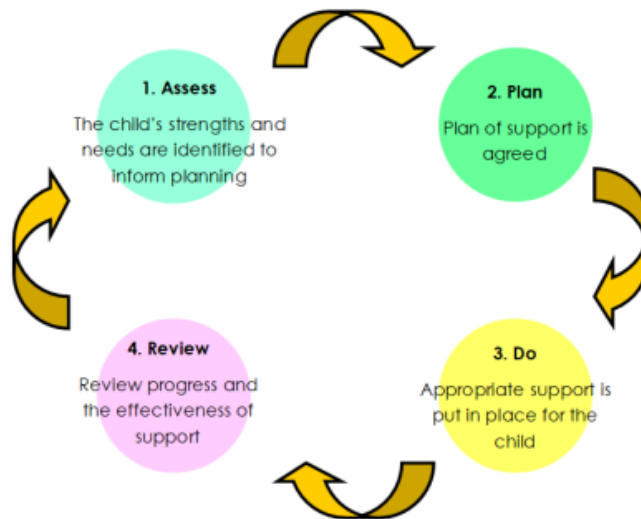 1. Assess
The child's strengths and
needs are identified to
inform planning
2. Plan
Plan of support is
agreed
3. Do
Appropriate support is
put in place for the
child
4. Review
Review progress and
the effectiveness of
support